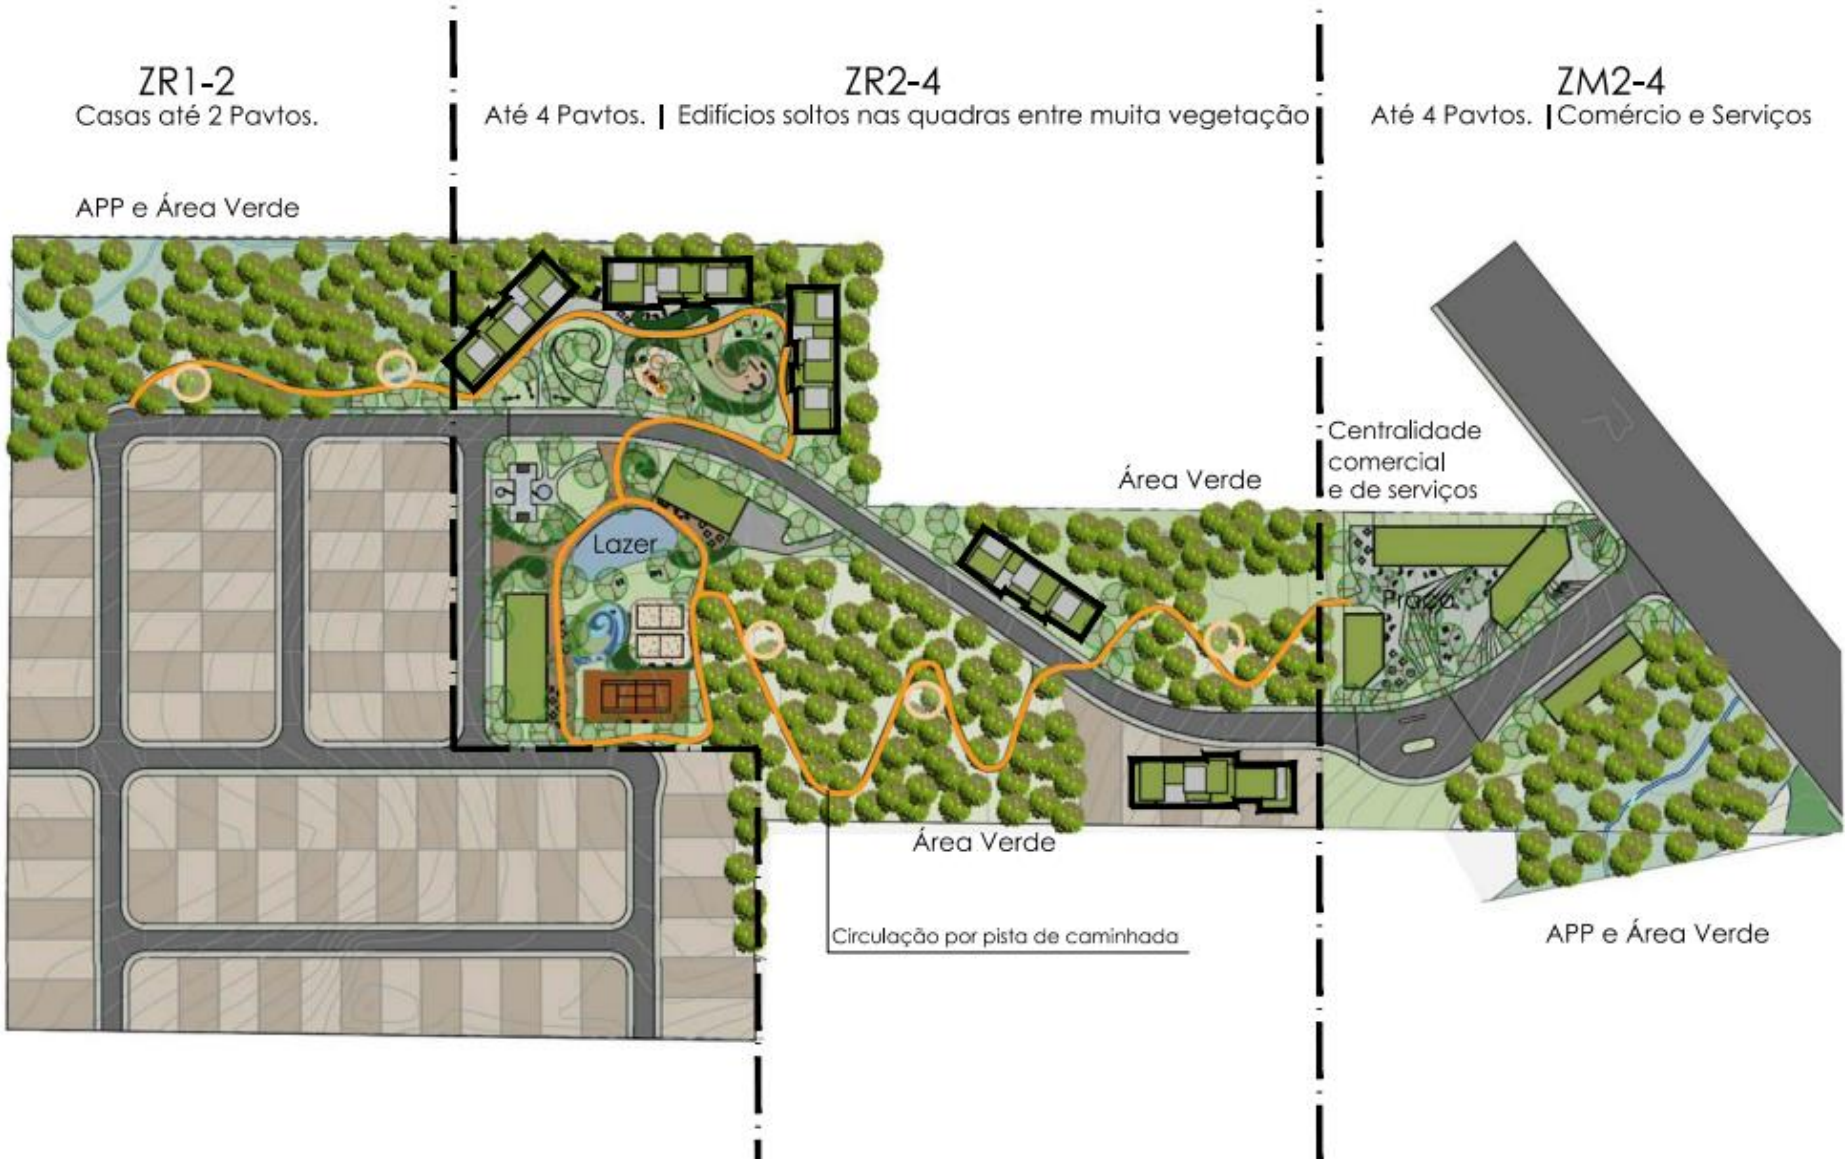 ZR1-2
Casas até 2 Pavtos.
ZR2-4
Até 4 Pavtos. | Edifícios soltos nas quadras entre muita vegetação
ZM2-4
Até 4 Pavtos. | Comércio e Serviços
APP e Área Verde
Centralidade
comercial
e de serviços
Área Verde
Lazer
Praça
Área Verde
Circulação por pista de caminhada
APP e Área Verde